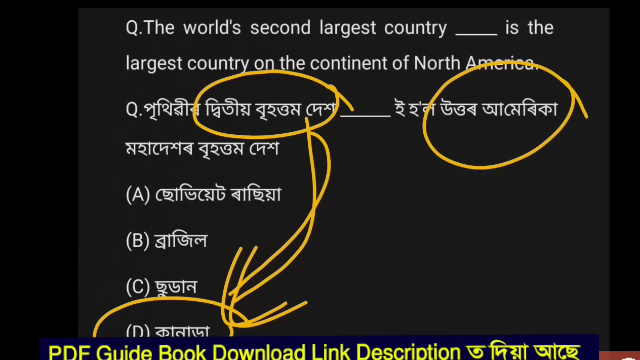 Q.The world's second largest country _____ is the
largest country on the continent of North America.
Q.পৃথিৱীৰ দ্বিতীয় বৃহত্তম দেশ ______ ই হ'ল উত্তৰ আমেৰিকা
মহাদেশৰ বৃহত্তম দেশ
(A) ছোভিয়েট ৰাছিয়া
(B) ব্ৰাজিল
(C) ছুডান
(D) কানাডা
PDF Guide Book Download Link Description ত দিয়া আছে